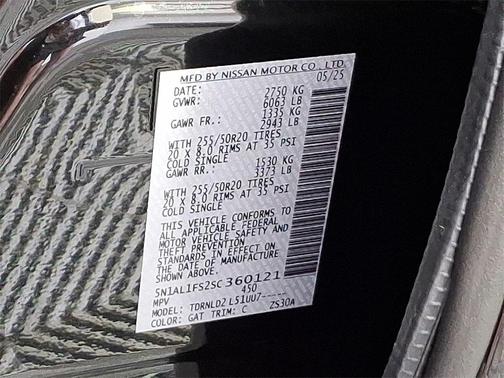 MFD BY NISSAN MOTOR CO., LTD.
DATE: 05/25
GVWR: 2750 KG
6063 LB
GAWR FR.: 1335 KG
2943 LB
WITH 255/50R20 TIRES
20 X 8.0 RIMS AT 35 PSI
COLD SINGLE
GAWR RR.: 1530 KG
3373 LB
WITH 255/50R20 TIRES
20 X 8.0 RIMS AT 35 PSI
COLD SINGLE
THIS VEHICLE CONFORMS TO
ALL APPLICABLE FEDERAL
MOTOR VEHICLE SAFETY AND
THEFT PREVENTION
STANDARDS IN EFFECT ON
THE DATE OF MANUFACTURE
SHOWN ABOVE.
5N1AL1FS2SC360121
MPV 450
MODEL: TDRNLD2 L51UU7-----
COLOR: GAT TRIM: C ZS30A